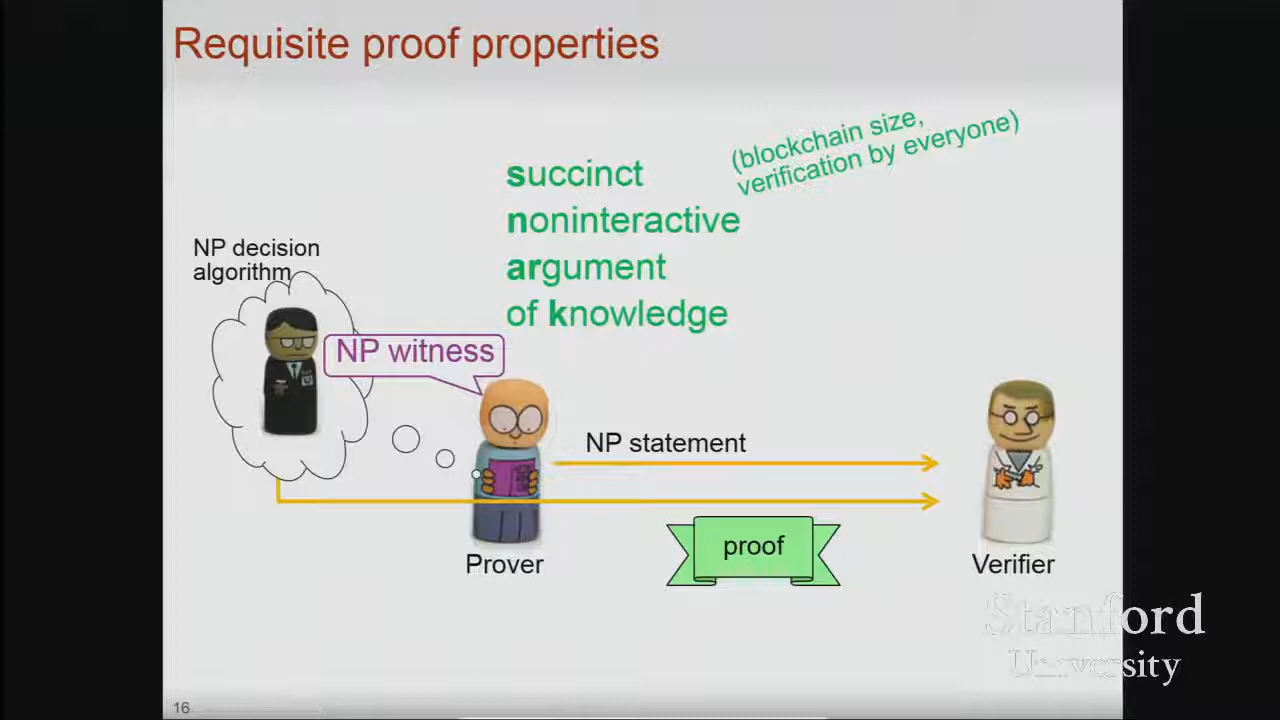 Requisite proof properties
(blockchain size,
verification by everyone)
succinct
noninteractive
argument
of knowledge
NP decision
algorithm
NP witness
NP statement
proof
Prover
Verifier
Stanford
University
16